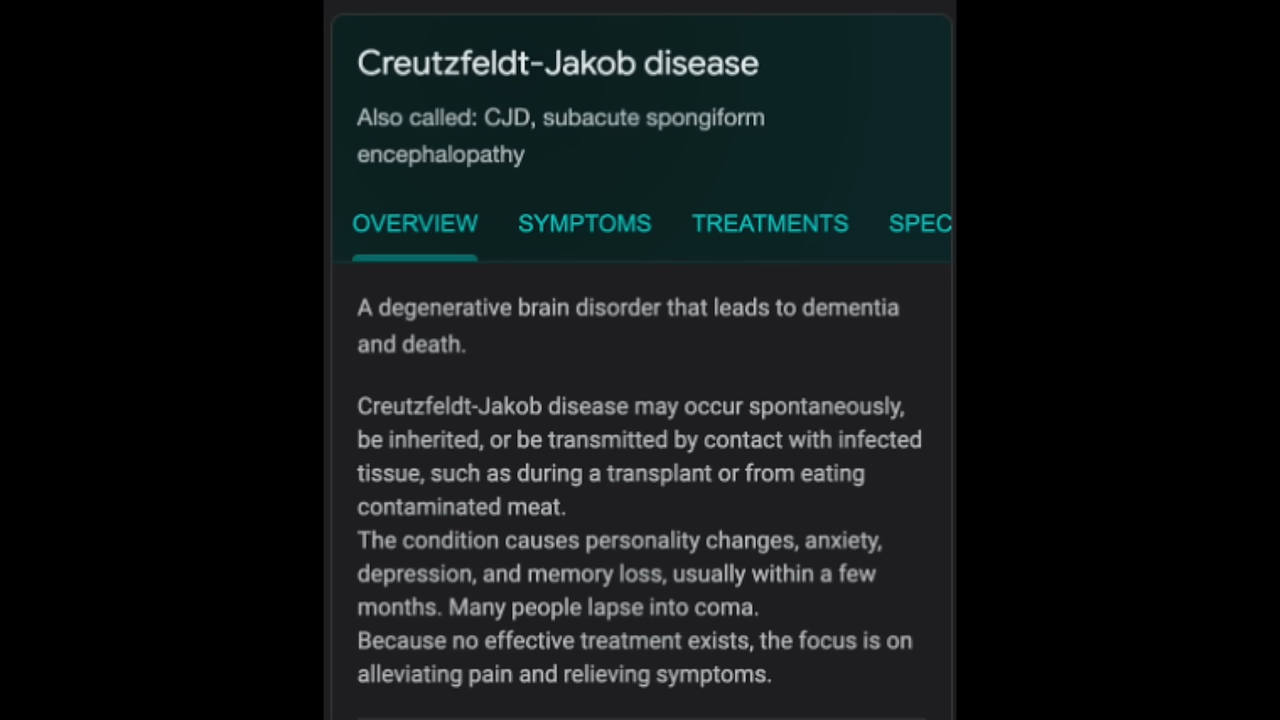 Creutzfeldt-Jakob disease
Also called: CJD, subacute spongiform
encephalopathy
OVERVIEW SYMPTOMS TREATMENTS SPEC
A degenerative brain disorder that leads to dementia
and death.
Creutzfeldt-Jakob disease may occur spontaneously,
be inherited, or be transmitted by contact with infected
tissue, such as during a transplant or from eating
contaminated meat.
The condition causes personality changes, anxiety,
depression, and memory loss, usually within a few
months. Many people lapse into coma.
Because no effective treatment exists, the focus is on
alleviating pain and relieving symptoms.